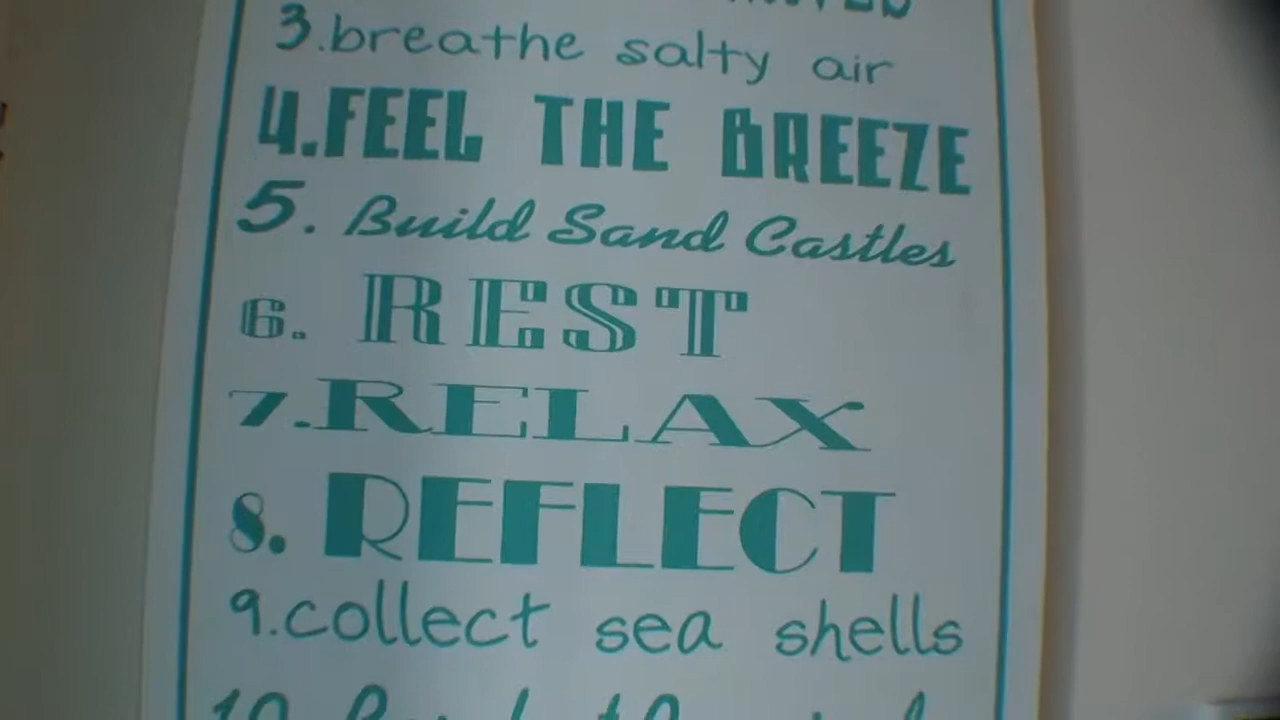 3.breathe salty air
4.FEEL THE BREEZE
5. Build Sand Castles
6. REST
7.RELAX
8. REFLECT
9.collect sea shells
10.